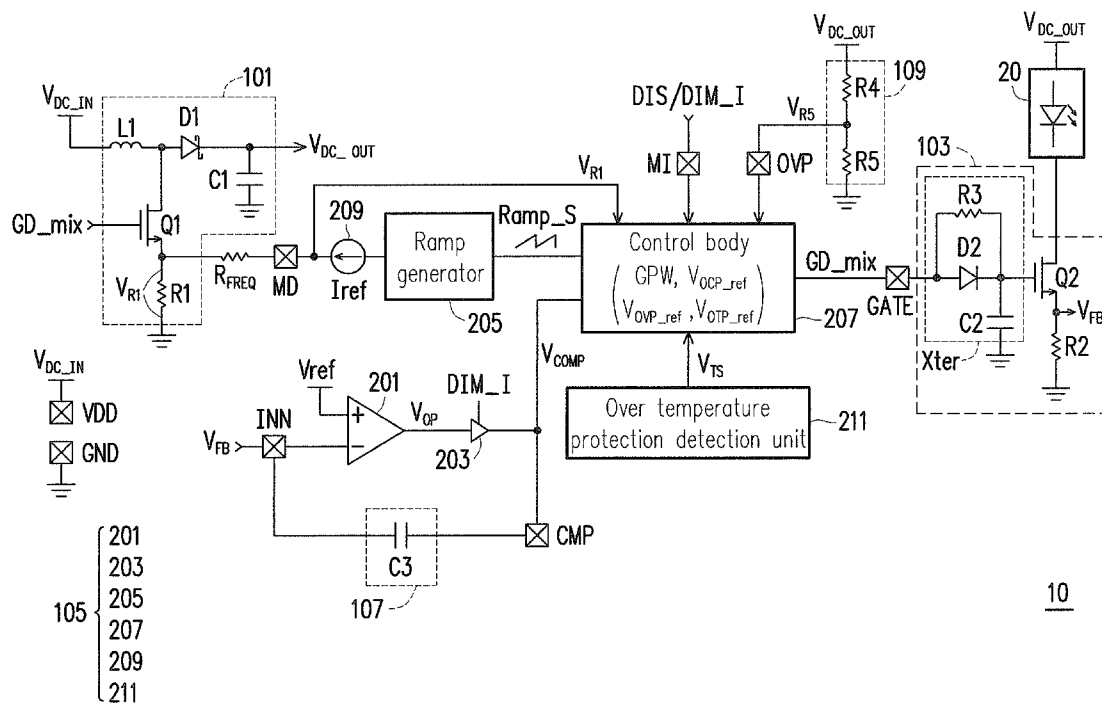 V_DC_IN
101
L1
D1
V_DC_ OUT
C1
GD_mix
Q1
V_R1
R1
R_FREQ
MD
209
Iref
Ramp generator
205
Ramp_S
V_R1
DIS/DIM_I
MI
V_DC_OUT
R4
109
V_R5
R5
OVP
Control body
(GPW, V_OCP_ref
V_OVP_ref ,V_OTP_ref)
207
GD_mix
GATE
V_DC_OUT
20
103
R3
D2
C2
Xter
Q2
V_FB
R2
V_TS
Over temperature
protection detection unit
211
V_DC_IN
VDD
GND
Vref
201
V_FB
INN
+
−
V_OP
DIM_I
203
V_COMP
CMP
C3
107
105
201
203
205
207
209
211
10